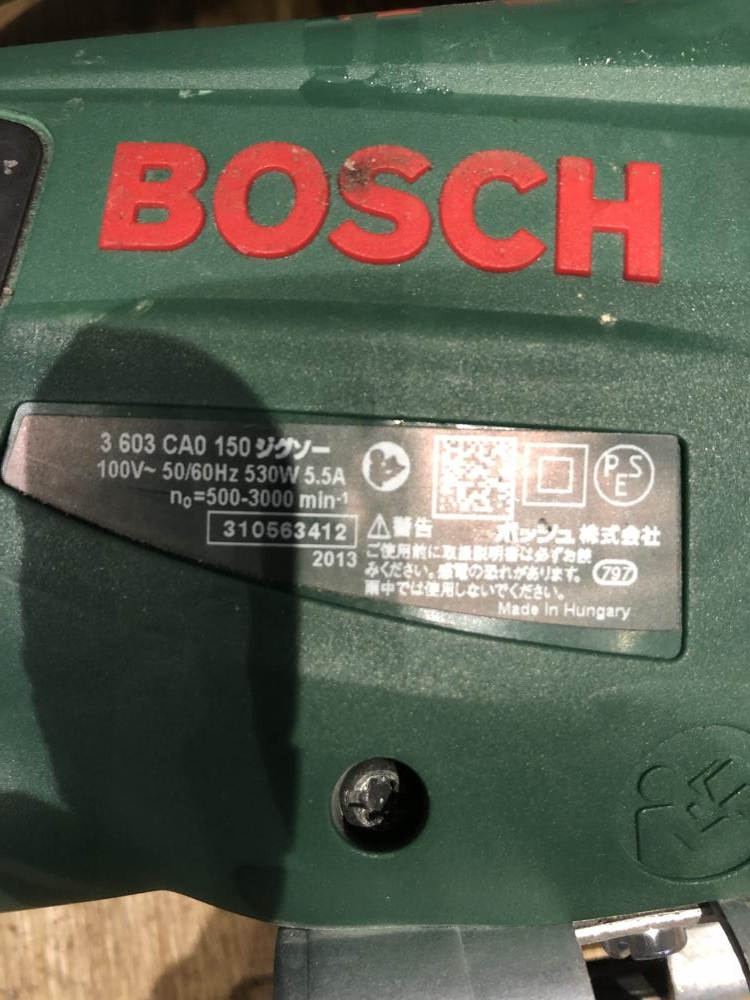 BOSCH
3 603 CA0 150 ジグソー
100V~ 50/60Hz 530W 5.5A
n₀=500-3000 min⁻¹
310563412
2013
PSE
⚠警告 ボッシュ株式会社
ご使用前に取扱説明書は必ずお読
みください。感電の恐れがあります。
雨中では使用しないでください。
797
Made in Hungary